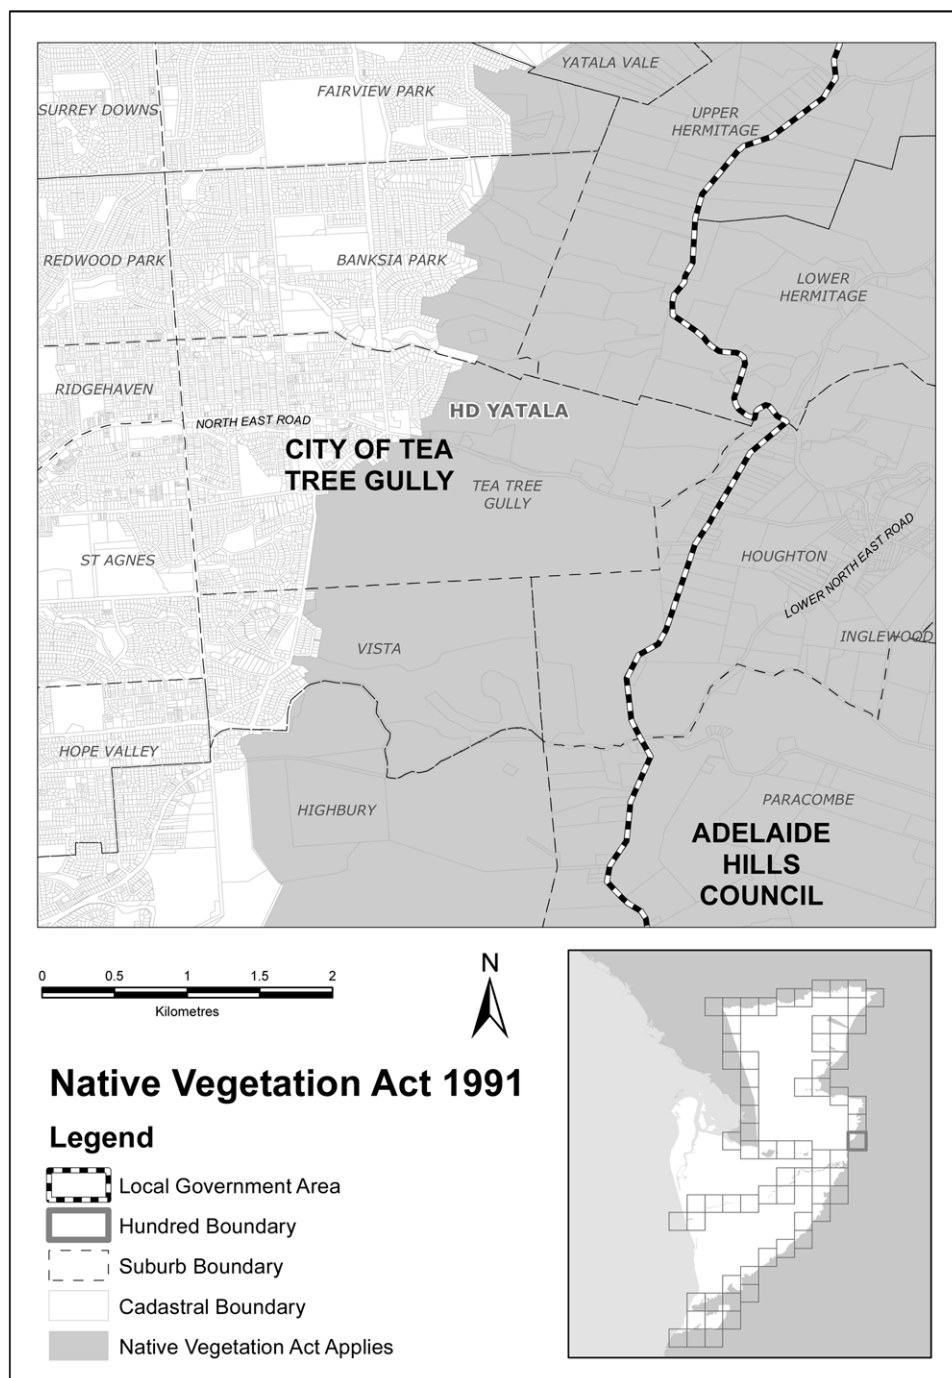 YATALA VALE
FAIRVIEW PARK
SURREY DOWNS
UPPER
HERMITAGE
REDWOOD PARK
BANKSIA PARK
LOWER
HERMITAGE
RIDGEHAVEN
NORTH EAST ROAD
HD YATALA
CITY OF TEA
TREE GULLY
TEA TREE
GULLY
ST AGNES
HOUGHTON
LOWER NORTH EAST ROAD
INGLEWOOD
VISTA
HOPE VALLEY
HIGHBURY
PARACOMBE
ADELAIDE
HILLS
COUNCIL
0 0.5 1 1.5 2
Kilometres
N
Native Vegetation Act 1991
Legend
Local Government Area
Hundred Boundary
Suburb Boundary
Cadastral Boundary
Native Vegetation Act Applies